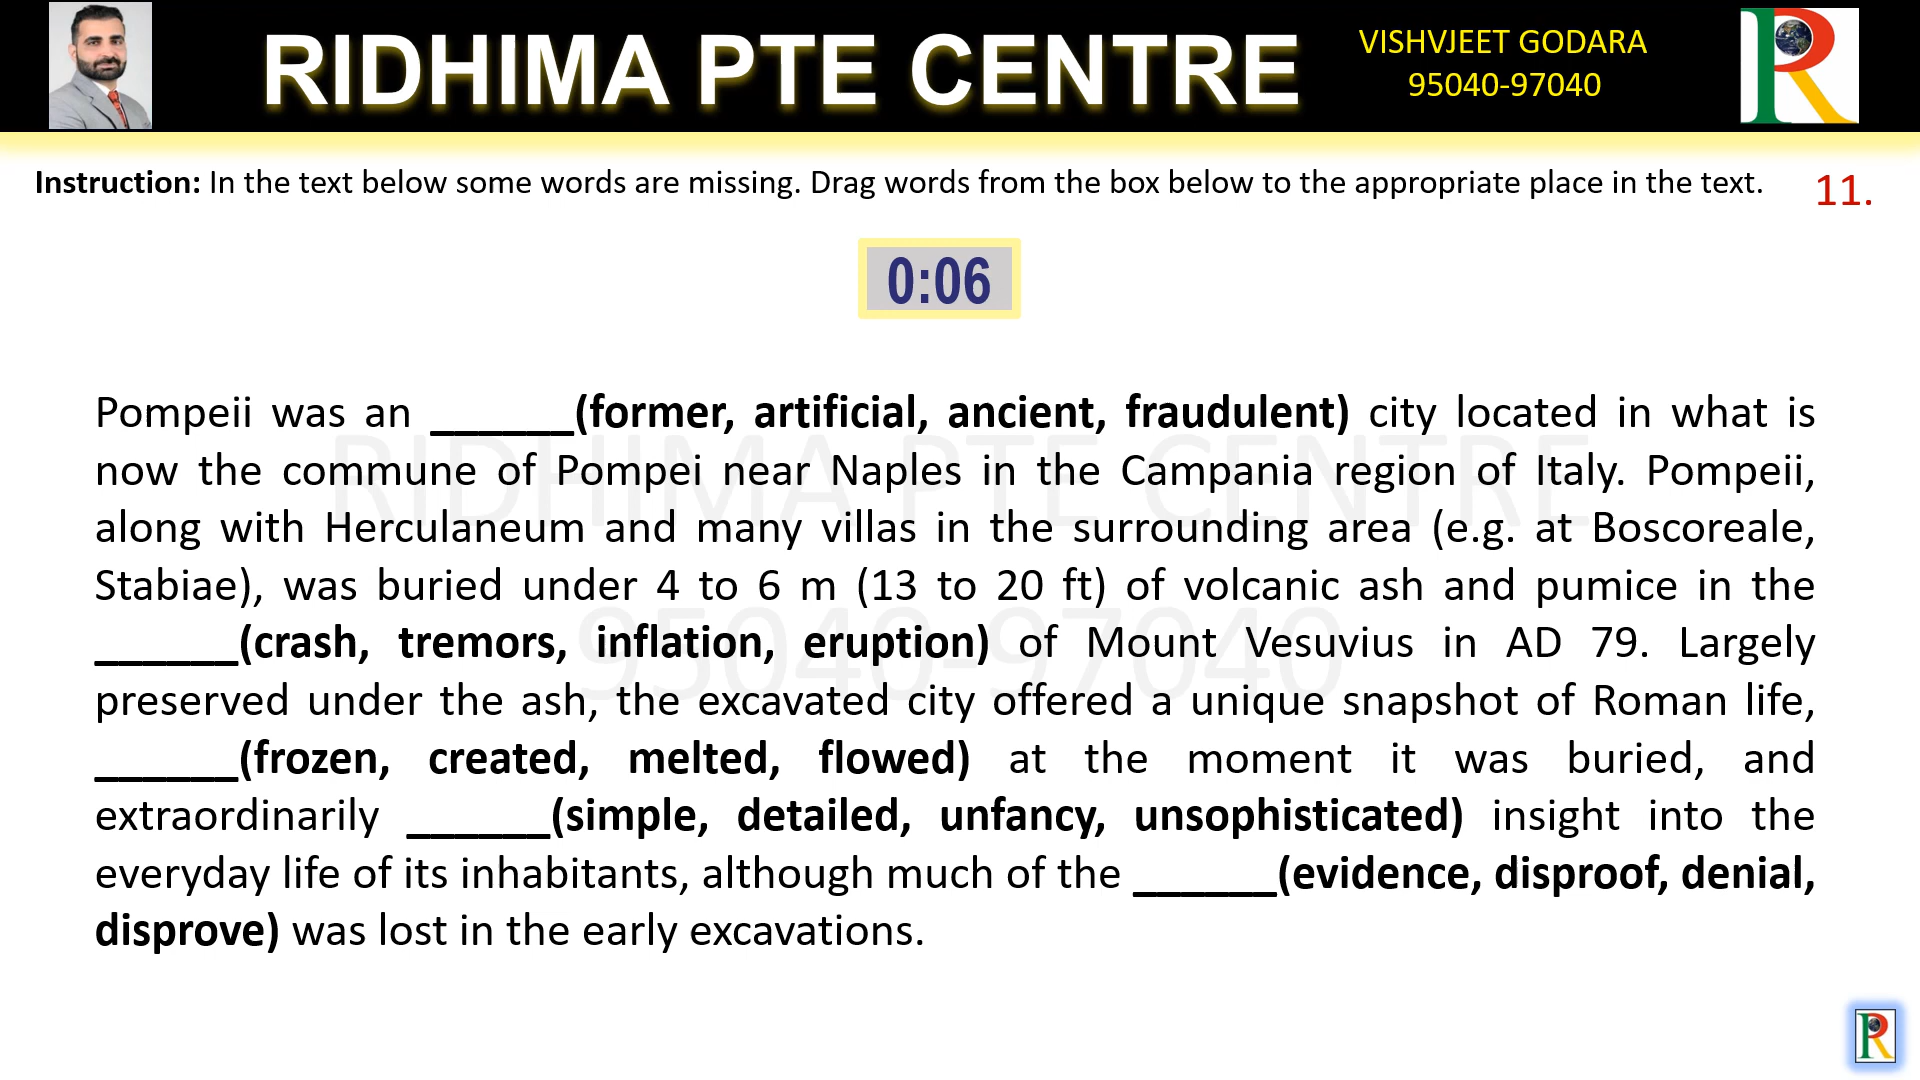 RIDHIMA PTE CENTRE
VISHVJEET GODARA
95040-97040
Instruction: In the text below some words are missing. Drag words from the box below to the appropriate place in the text.
11.
0:06
Pompeii was an ______(former, artificial, ancient, fraudulent) city located in what is
now the commune of Pompei near Naples in the Campania region of Italy. Pompeii,
along with Herculaneum and many villas in the surrounding area (e.g. at Boscoreale,
Stabiae), was buried under 4 to 6 m (13 to 20 ft) of volcanic ash and pumice in the
______(crash, tremors, inflation, eruption) of Mount Vesuvius in AD 79. Largely
preserved under the ash, the excavated city offered a unique snapshot of Roman life,
______(frozen, created, melted, flowed) at the moment it was buried, and
extraordinarily ______(simple, detailed, unfancy, unsophisticated) insight into the
everyday life of its inhabitants, although much of the ______(evidence, disproof, denial,
disprove) was lost in the early excavations.
RIDHIMA PTE CENTRE
95040-97040